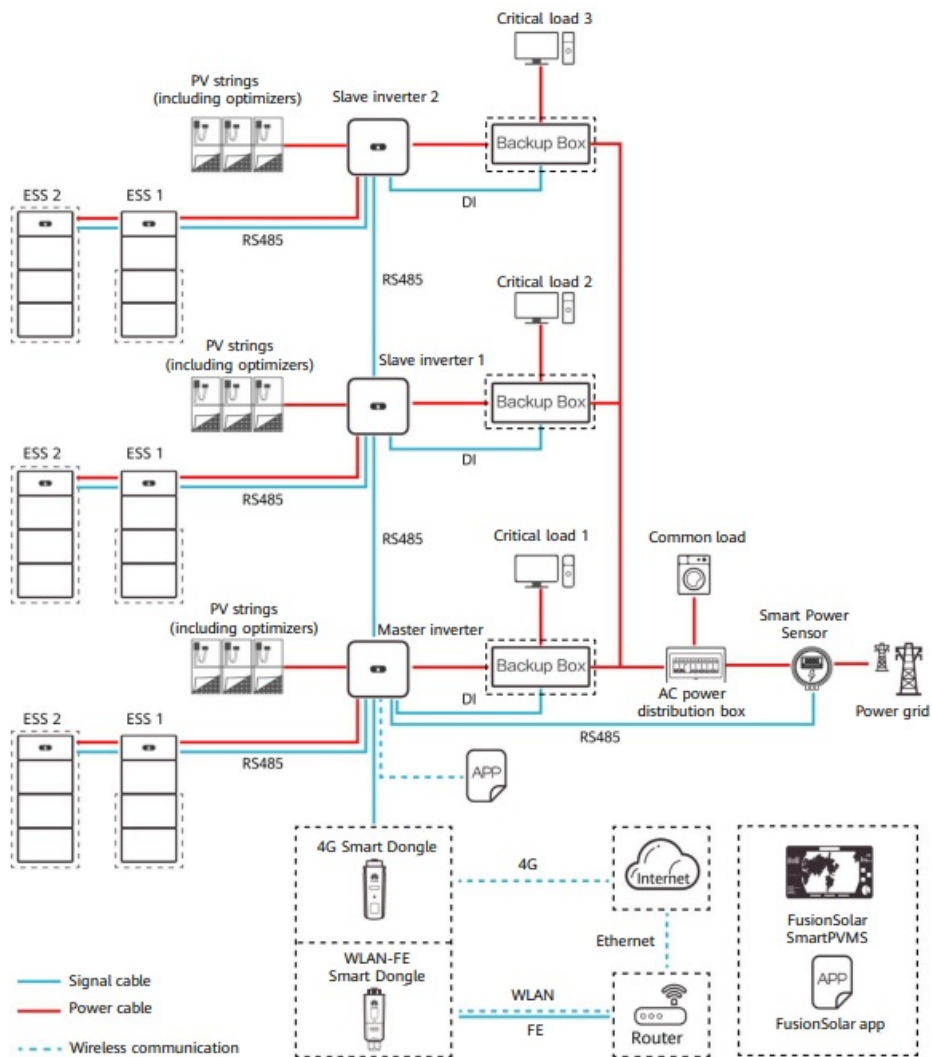 Critical load 3
PV strings
(including optimizers)
Slave inverter 2
Backup Box
DI
ESS 2
ESS 1
RS485
RS485
Critical load 2
PV strings
(including optimizers)
Slave inverter 1
Backup Box
DI
ESS 2
ESS 1
RS485
RS485
Critical load 1
Common load
PV strings
(including optimizers)
Master inverter
Smart Power
Sensor
Backup Box
DI
AC power
distribution box
Power grid
ESS 2
ESS 1
RS485
RS485
APP
4G Smart Dongle
4G
Internet
FusionSolar
SmartPVMS
Ethernet
WLAN-FE
Smart Dongle
WLAN
FE
Router
APP
FusionSolar app
Signal cable
Power cable
Wireless communication